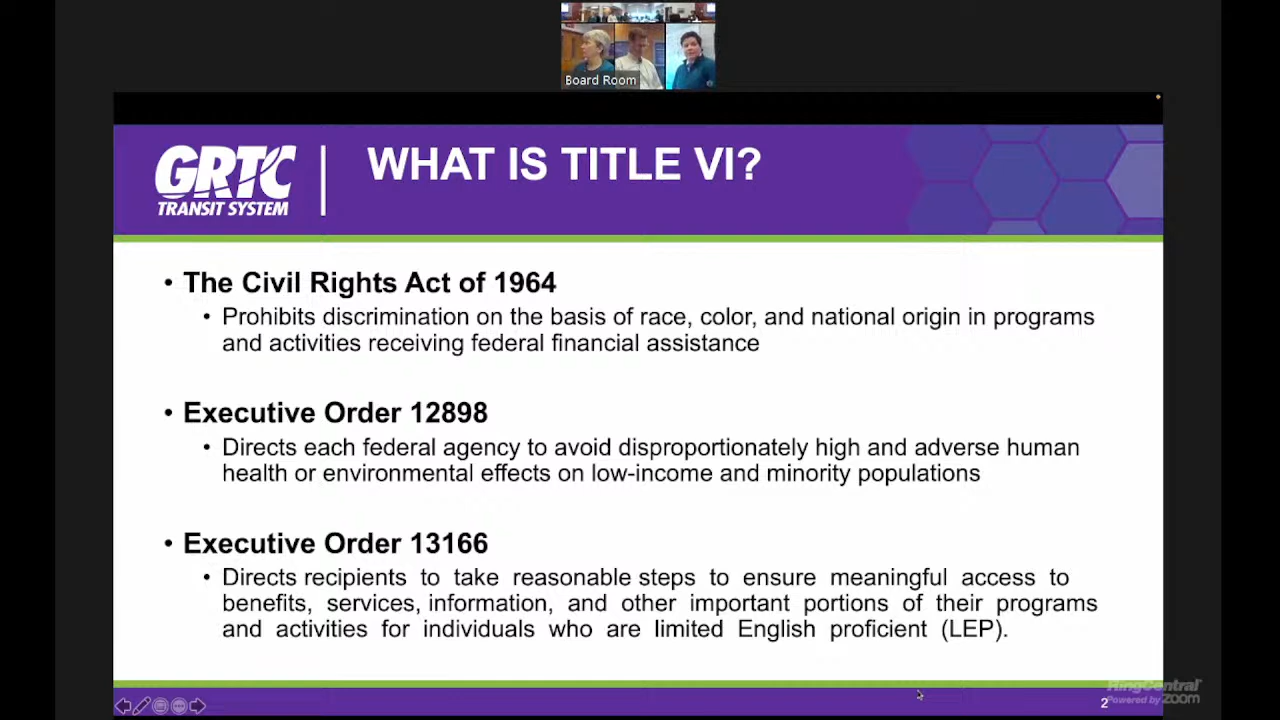 Board Room
GRTC
TRANSIT SYSTEM
WHAT IS TITLE VI?
• The Civil Rights Act of 1964
• Prohibits discrimination on the basis of race, color, and national origin in programs
and activities receiving federal financial assistance
• Executive Order 12898
• Directs each federal agency to avoid disproportionately high and adverse human
health or environmental effects on low-income and minority populations
• Executive Order 13166
• Directs recipients to take reasonable steps to ensure meaningful access to
benefits, services, information, and other important portions of their programs
and activities for individuals who are limited English proficient (LEP).
2
RingCentral
Powered by zoom